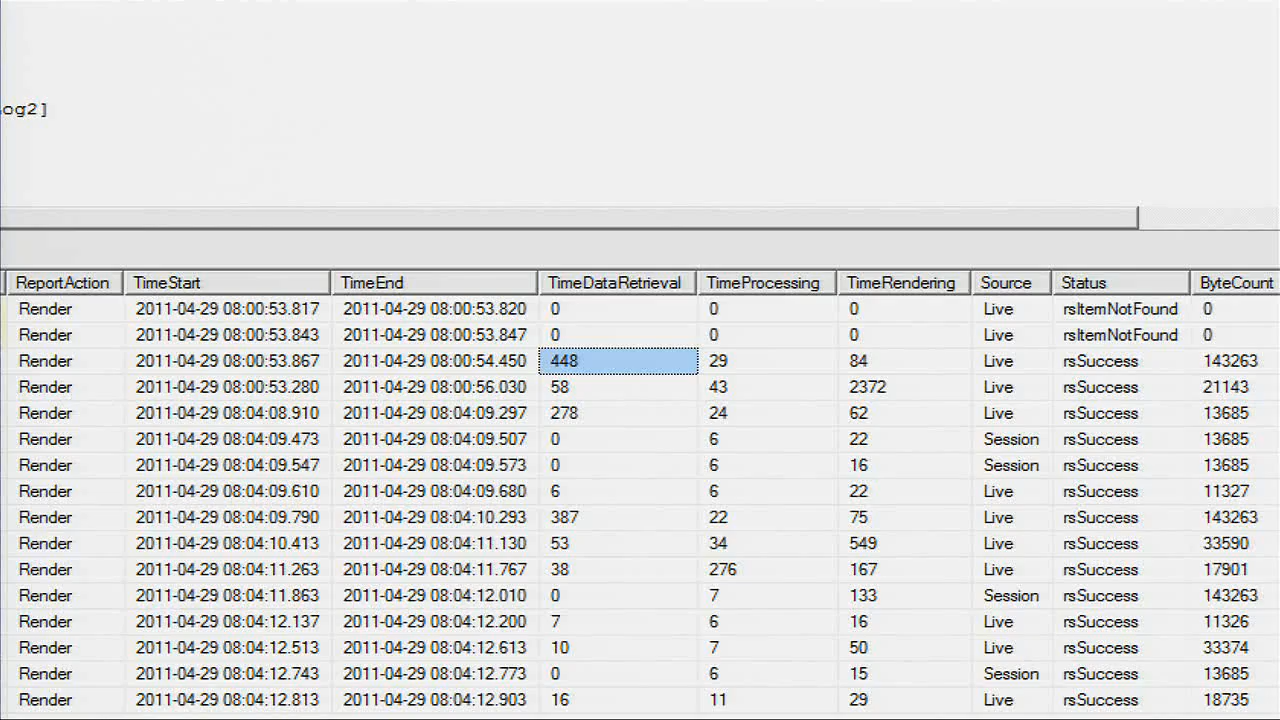 og2]
ReportAction TimeStart TimeEnd TimeDataRetrieval TimeProcessing TimeRendering Source Status ByteCount
Render 2011-04-29 08:00:53.817 2011-04-29 08:00:53.820 0 0 0 Live rsItemNotFound 0
Render 2011-04-29 08:00:53.843 2011-04-29 08:00:53.847 0 0 0 Live rsItemNotFound 0
Render 2011-04-29 08:00:53.867 2011-04-29 08:00:54.450 448 29 84 Live rsSuccess 143263
Render 2011-04-29 08:00:53.280 2011-04-29 08:00:56.030 58 43 2372 Live rsSuccess 21143
Render 2011-04-29 08:04:08.910 2011-04-29 08:04:09.297 278 24 62 Live rsSuccess 13685
Render 2011-04-29 08:04:09.473 2011-04-29 08:04:09.507 0 6 22 Session rsSuccess 13685
Render 2011-04-29 08:04:09.547 2011-04-29 08:04:09.573 0 6 16 Session rsSuccess 13685
Render 2011-04-29 08:04:09.610 2011-04-29 08:04:09.680 6 6 22 Live rsSuccess 11327
Render 2011-04-29 08:04:09.790 2011-04-29 08:04:10.293 387 22 75 Live rsSuccess 143263
Render 2011-04-29 08:04:10.413 2011-04-29 08:04:11.130 53 34 549 Live rsSuccess 33590
Render 2011-04-29 08:04:11.263 2011-04-29 08:04:11.767 38 276 167 Live rsSuccess 17901
Render 2011-04-29 08:04:11.863 2011-04-29 08:04:12.010 0 7 133 Session rsSuccess 143263
Render 2011-04-29 08:04:12.137 2011-04-29 08:04:12.200 7 6 16 Live rsSuccess 11326
Render 2011-04-29 08:04:12.513 2011-04-29 08:04:12.613 10 7 50 Live rsSuccess 33374
Render 2011-04-29 08:04:12.743 2011-04-29 08:04:12.773 0 6 15 Session rsSuccess 13685
Render 2011-04-29 08:04:12.813 2011-04-29 08:04:12.903 16 11 29 Live rsSuccess 18735